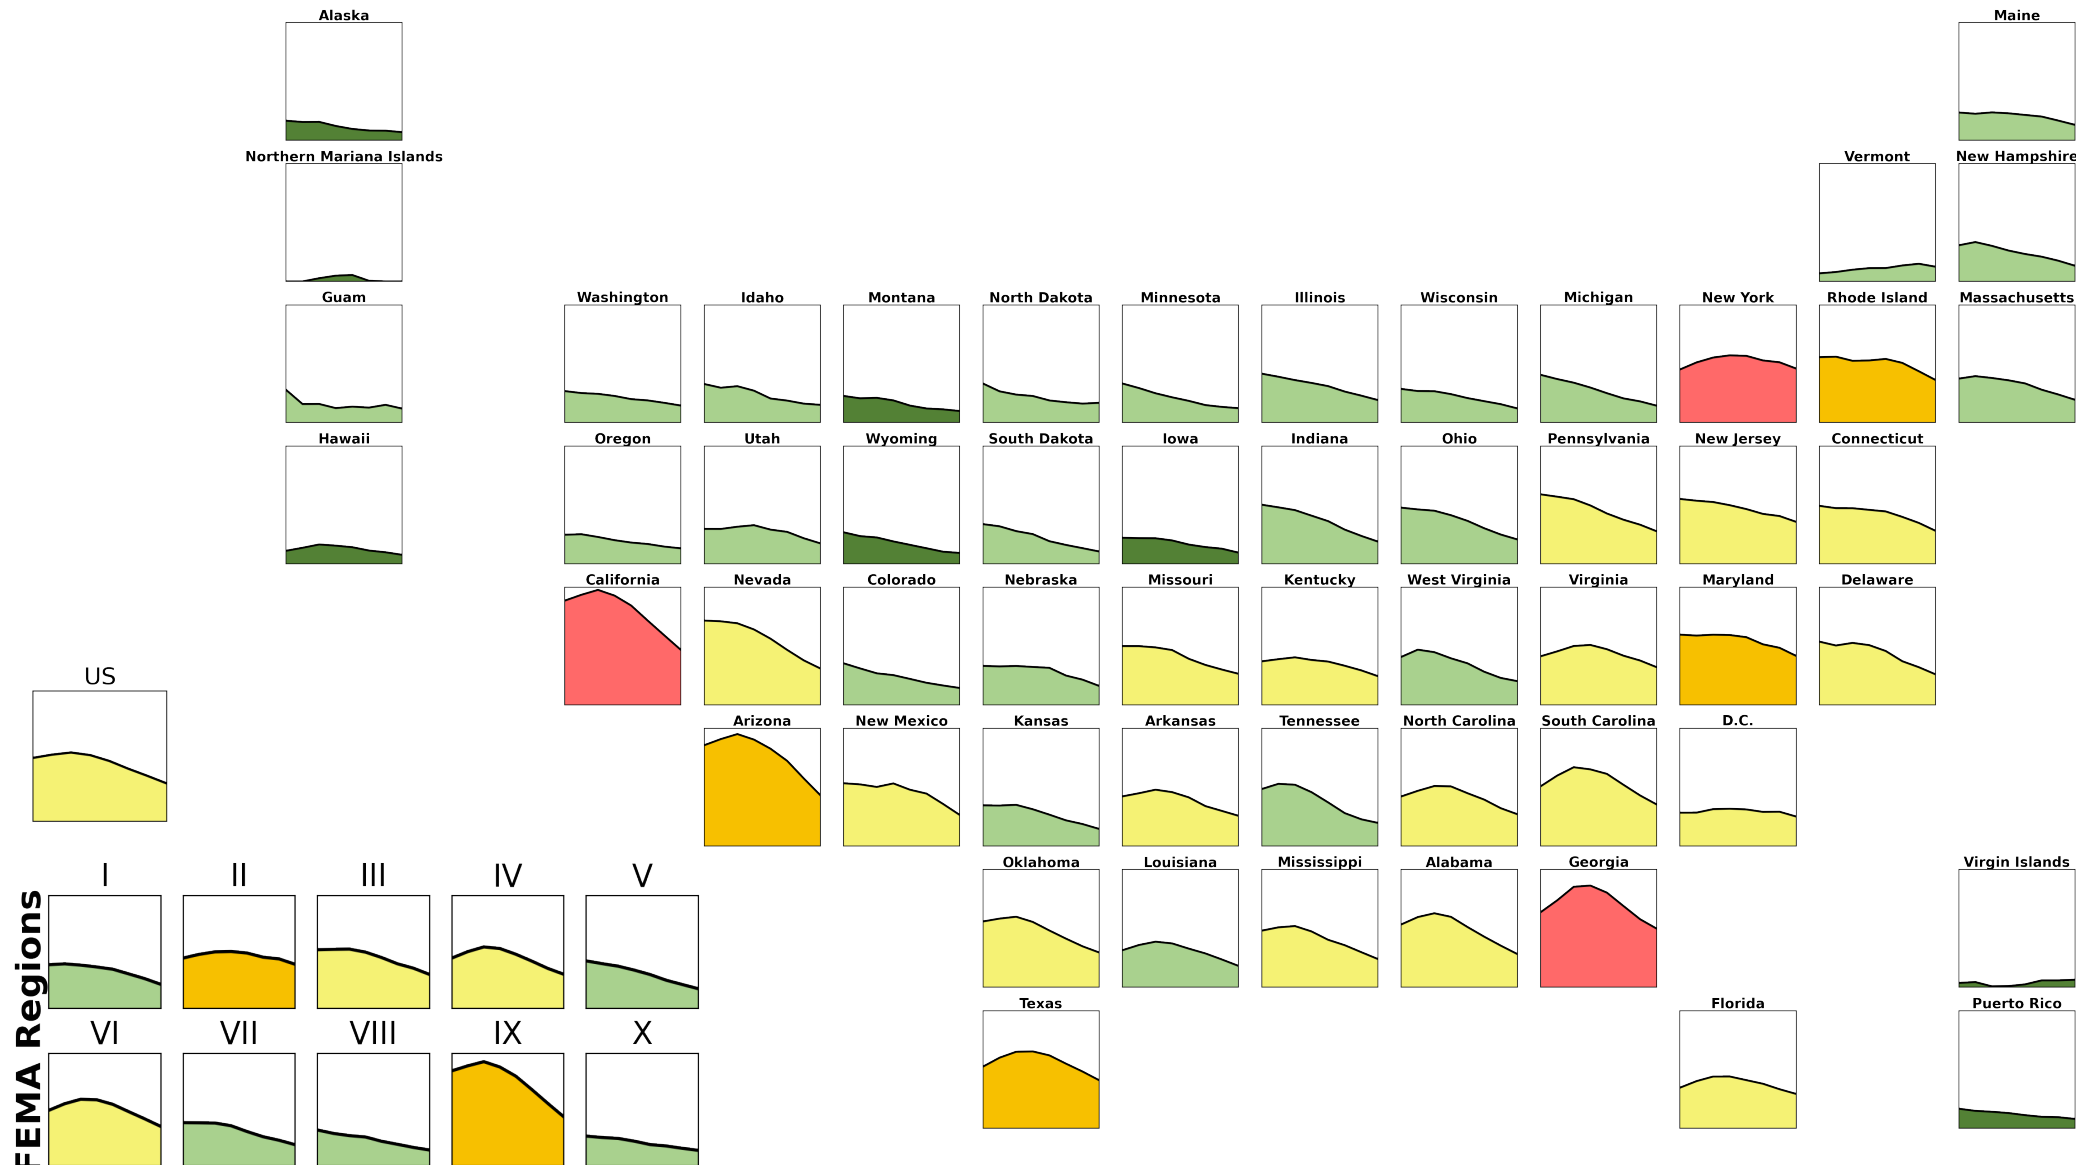 Alaska
Maine
Northern Mariana Islands
Vermont
New Hampshire
Guam
Washington
Idaho
Montana
North Dakota
Minnesota
Illinois
Wisconsin
Michigan
New York
Rhode Island
Massachusetts
Hawaii
Oregon
Utah
Wyoming
South Dakota
Iowa
Indiana
Ohio
Pennsylvania
New Jersey
Connecticut
California
Nevada
Colorado
Nebraska
Missouri
Kentucky
West Virginia
Virginia
Maryland
Delaware
US
Arizona
New Mexico
Kansas
Arkansas
Tennessee
North Carolina
South Carolina
D.C.
Oklahoma
Louisiana
Mississippi
Alabama
Georgia
Virgin Islands
Texas
Florida
Puerto Rico
FEMA Regions
I
II
III
IV
V
VI
VII
VIII
IX
X